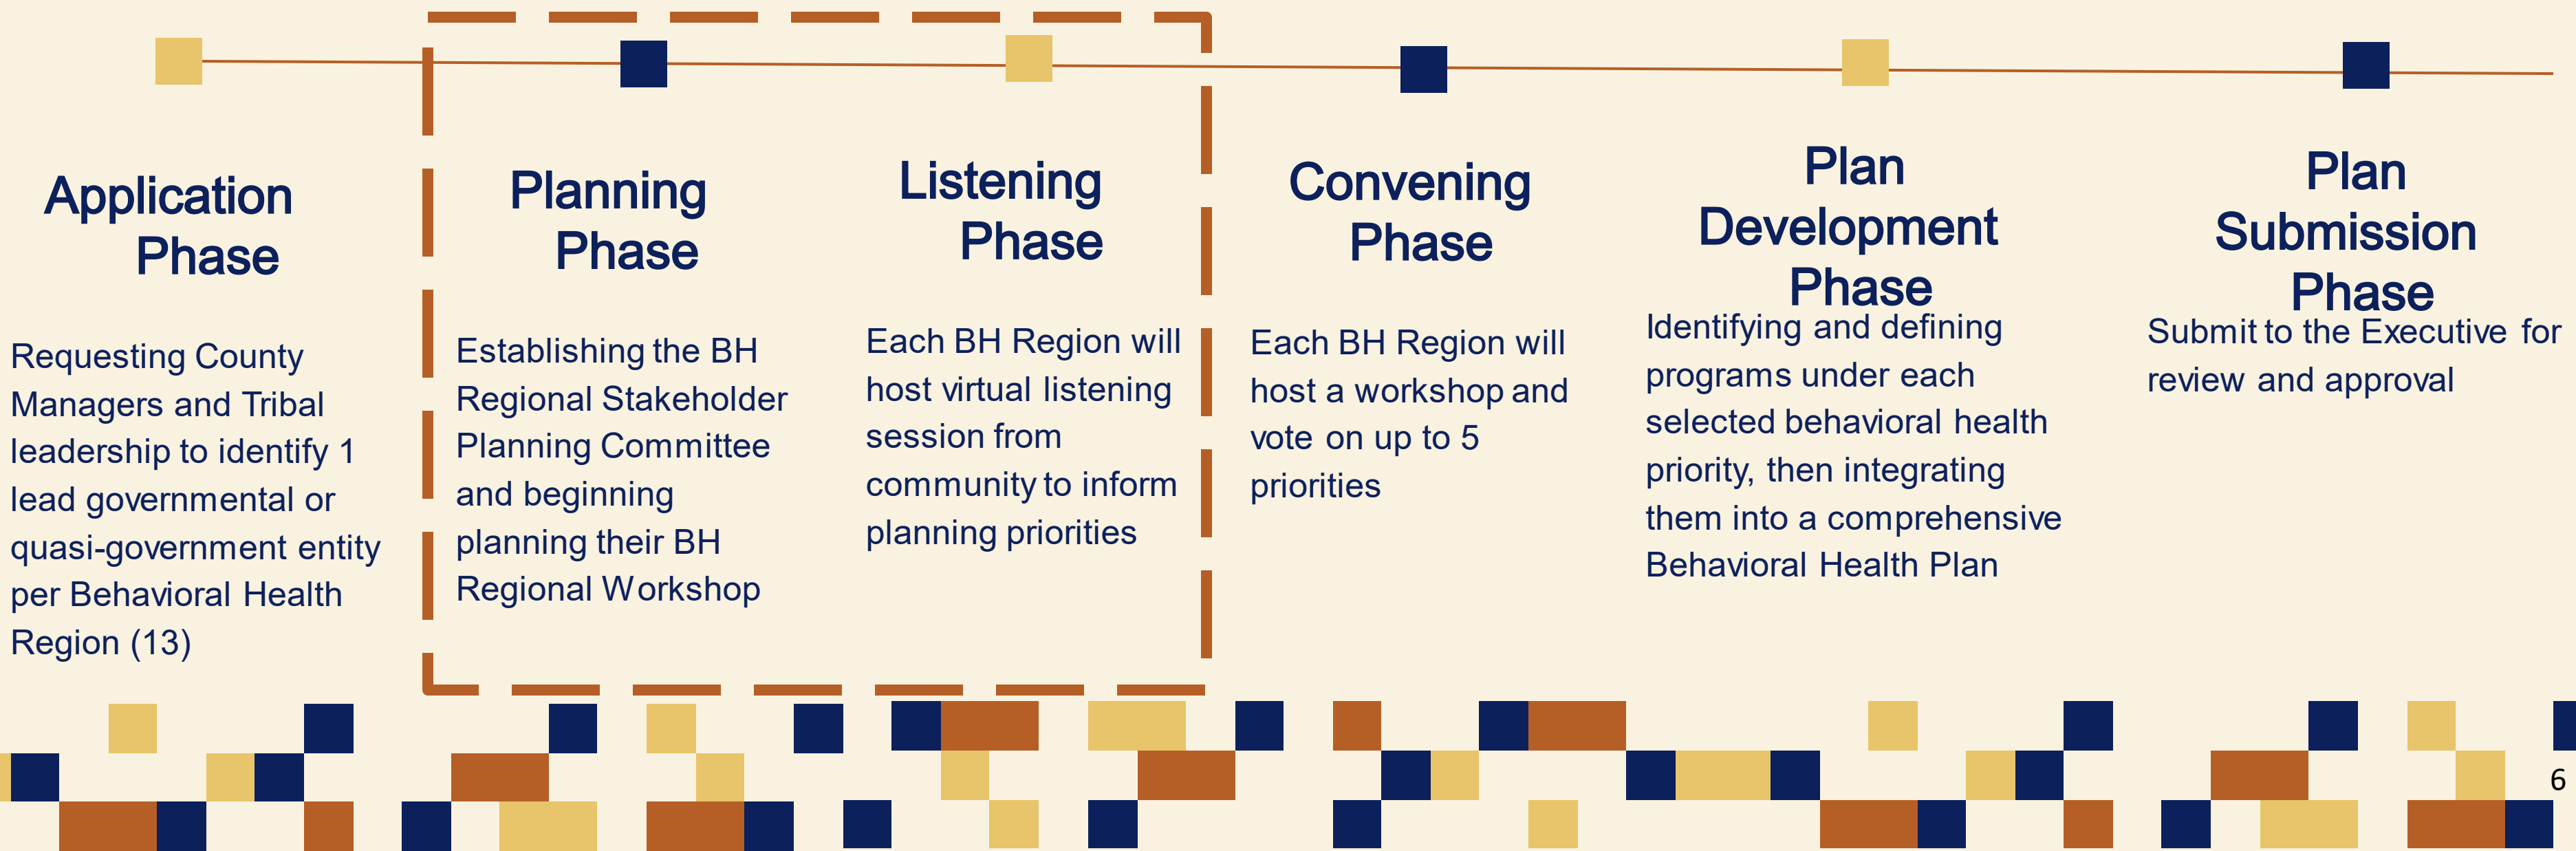 Application
Phase
Requesting County
Managers and Tribal
leadership to identify 1
lead governmental or
quasi-government entity
per Behavioral Health
Region (13)
Planning
Phase
Establishing the BH
Regional Stakeholder
Planning Committee
and beginning
planning their BH
Regional Workshop
Listening
Phase
Each BH Region will
host virtual listening
session from
community to inform
planning priorities
Convening
Phase
Each BH Region will
host a workshop and
vote on up to 5
priorities
Plan
Development
Phase
Identifying and defining
programs under each
selected behavioral health
priority, then integrating
them into a comprehensive
Behavioral Health Plan
Plan
Submission
Phase
Submit to the Executive for
review and approval
6